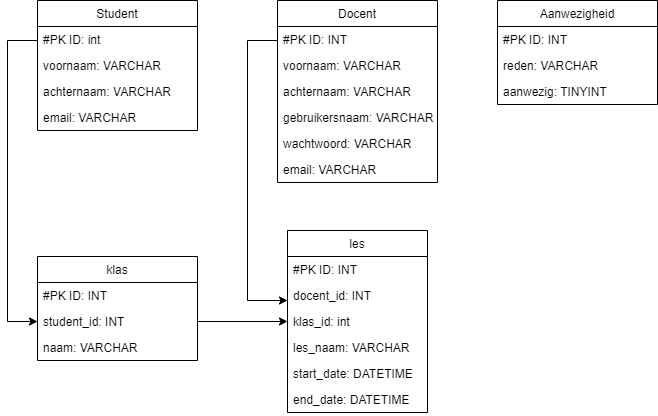 Student
#PK ID: int
voornaam: VARCHAR
achternaam: VARCHAR
email: VARCHAR
Docent
#PK ID: INT
voornaam: VARCHAR
achternaam: VARCHAR
gebruikersnaam: VARCHAR
wachtwoord: VARCHAR
email: VARCHAR
Aanwezigheid
#PK ID: INT
reden: VARCHAR
aanwezig: TINYINT
klas
#PK ID: INT
student_id: INT
naam: VARCHAR
les
#PK ID: INT
docent_id: INT
klas_id: int
les_naam: VARCHAR
start_date: DATETIME
end_date: DATETIME